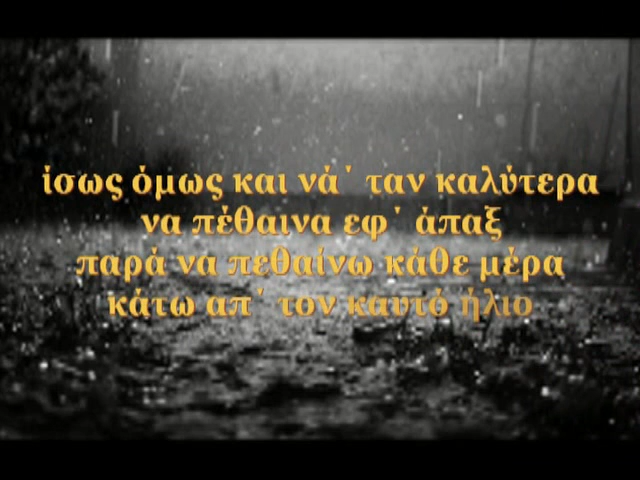 ίσως όμως και νά΄ ταν καλύτερα
να πέθαινα εφ΄ άπαξ
παρά να πεθαίνω κάθε μέρα
κάτω απ΄ τον καυτό ήλιο